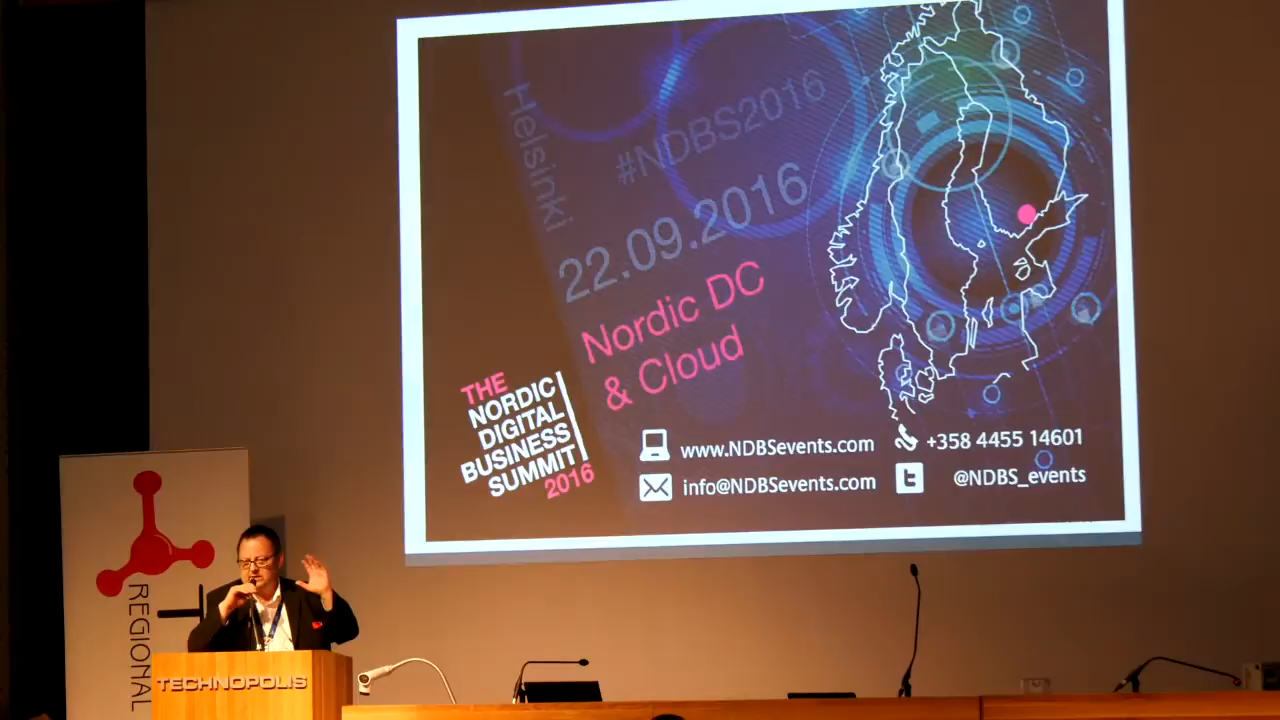 Helsinki
#NDBS2016
22.09.2016
Nordic DC
& Cloud
THE
NORDIC
DIGITAL
BUSINESS
SUMMIT
2016
www.NDBSevents.com
+358 4455 14601
info@NDBSevents.com
@NDBS_events
REGIONAL
TECHNOPOLIS